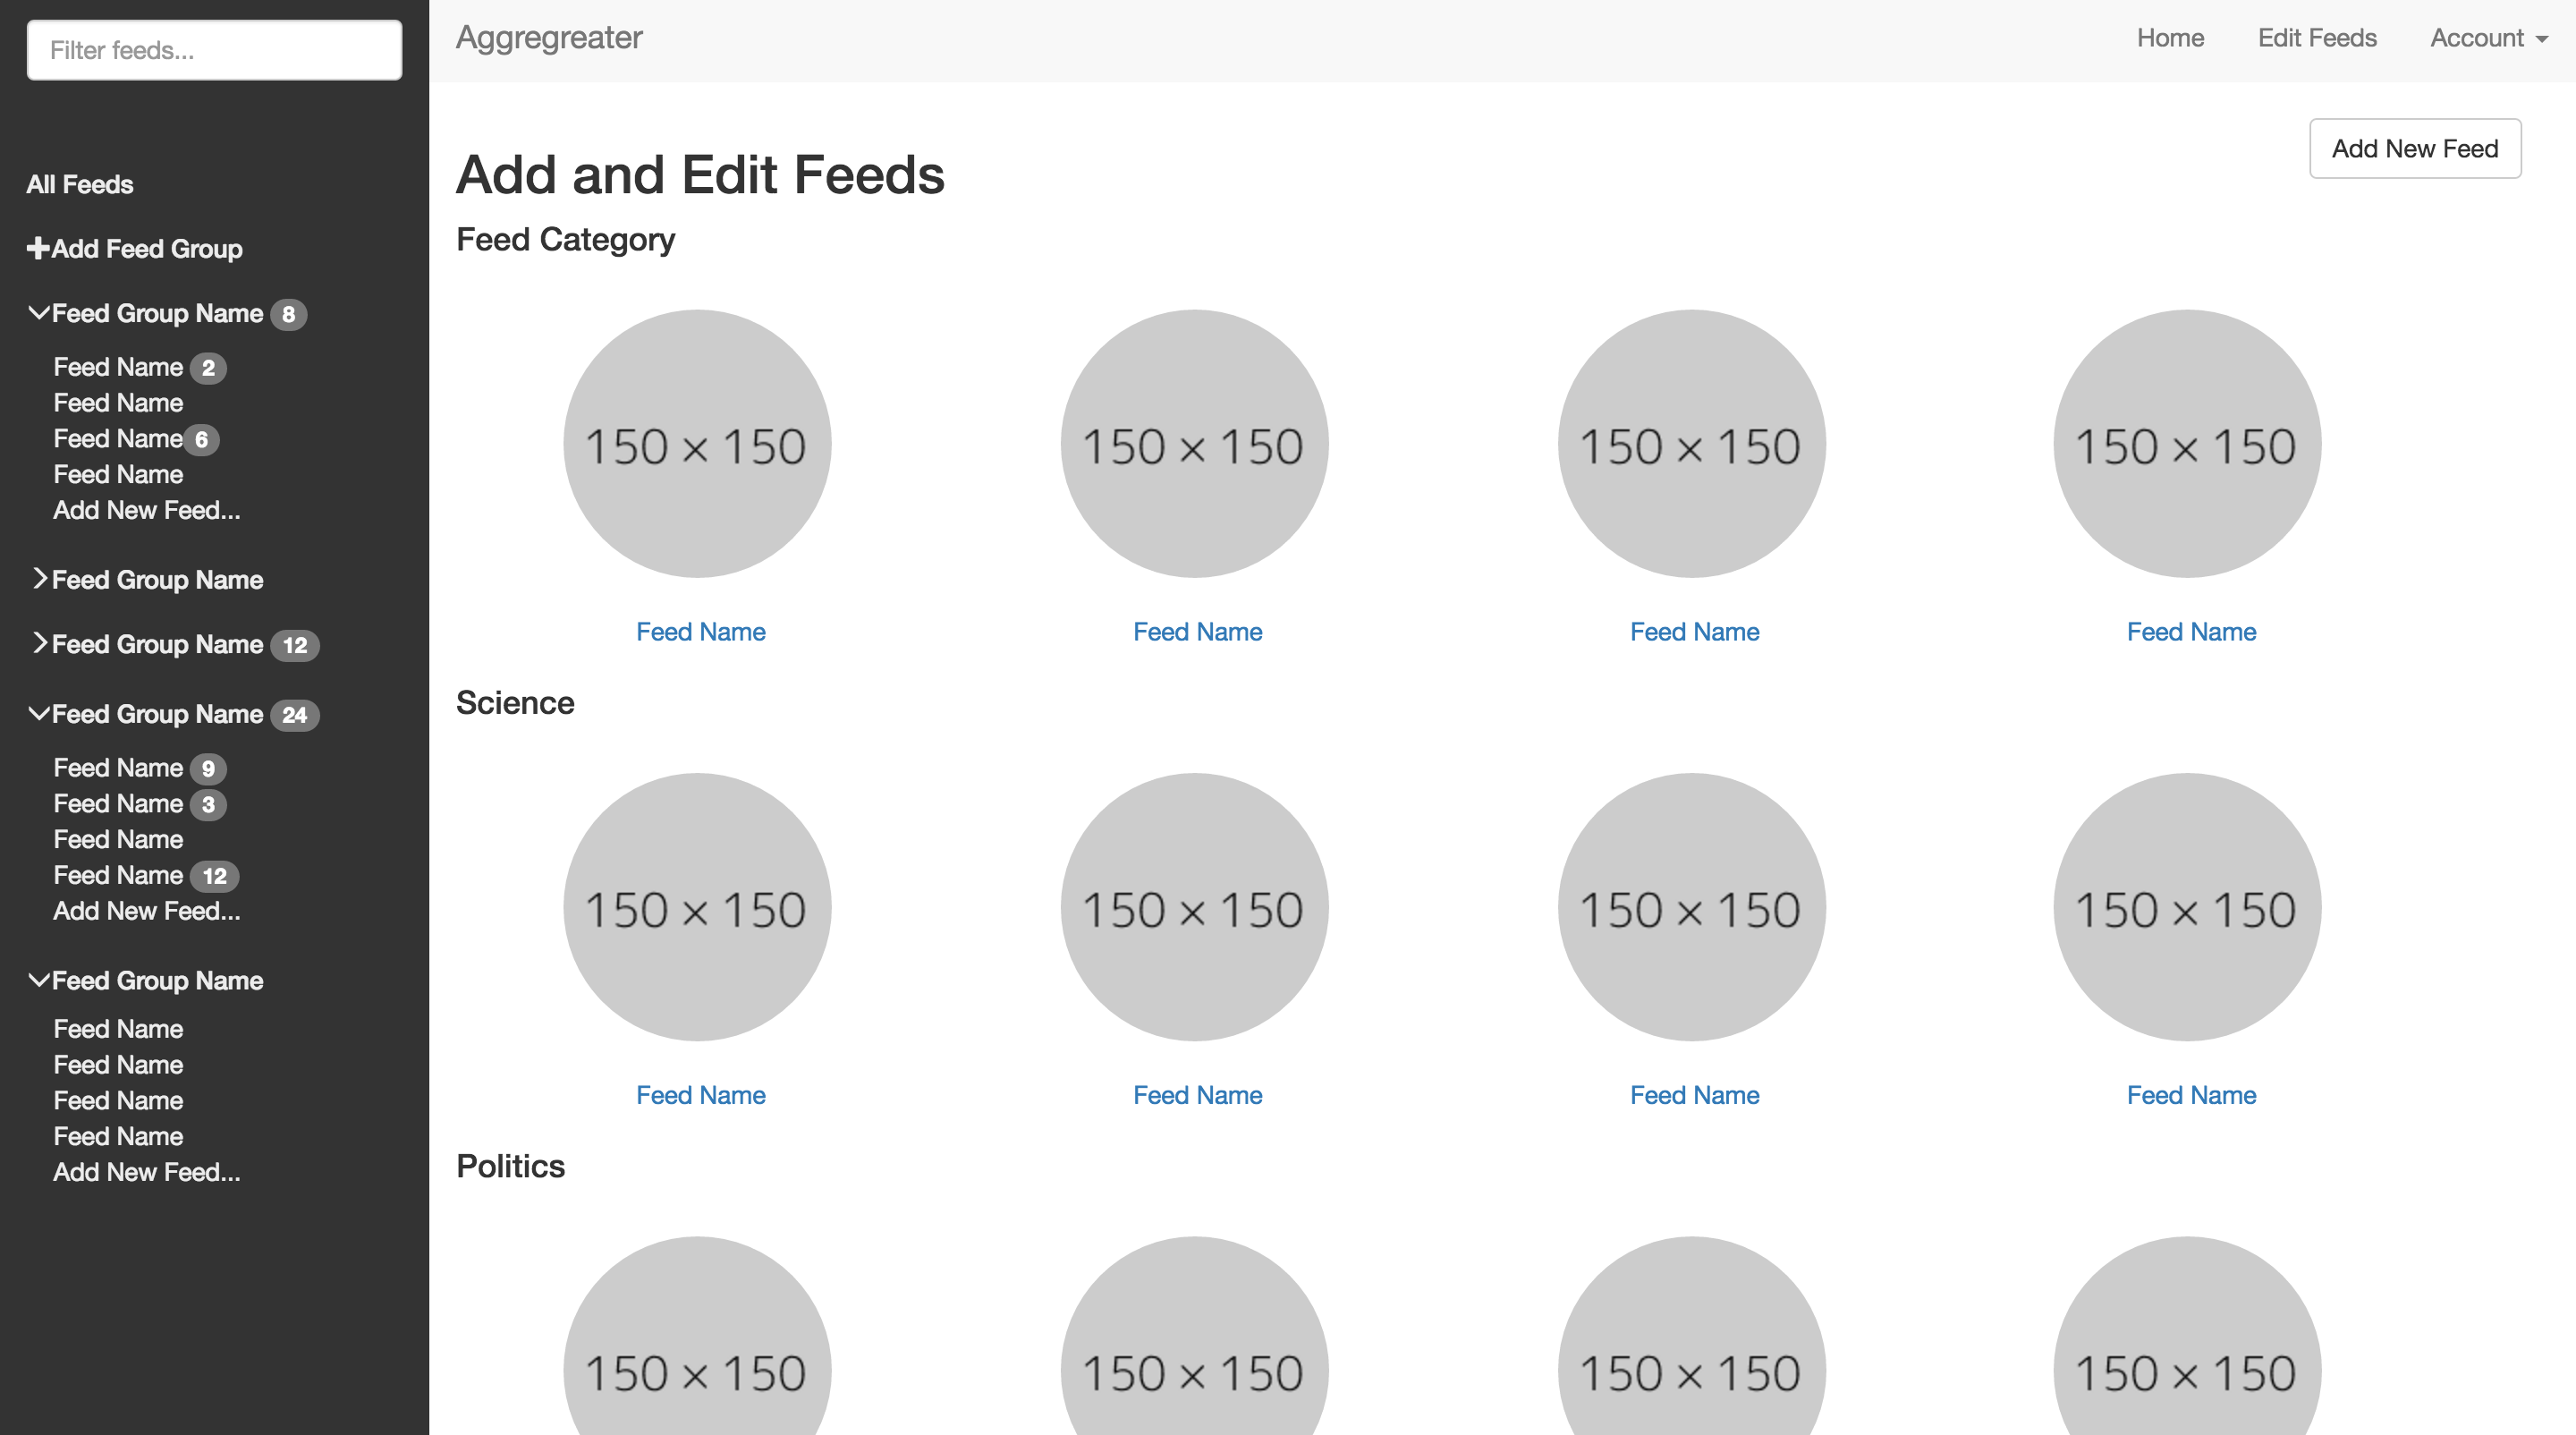 Filter feeds...
All Feeds
Add Feed Group
Feed Group Name 8
Feed Name 2
Feed Name
Feed Name 6
Feed Name
Add New Feed...
Feed Group Name
Feed Group Name 12
Feed Group Name 24
Feed Name 9
Feed Name 3
Feed Name
Feed Name 12
Add New Feed...
Feed Group Name
Feed Name
Feed Name
Feed Name
Feed Name
Add New Feed...
Aggregreater Home Edit Feeds Account
Add New Feed
Add and Edit Feeds
Feed Category
150 × 150 150 × 150 150 × 150 150 × 150
Feed Name Feed Name Feed Name Feed Name
Science
150 × 150 150 × 150 150 × 150 150 × 150
Feed Name Feed Name Feed Name Feed Name
Politics
150 × 150 150 × 150 150 × 150 150 × 150